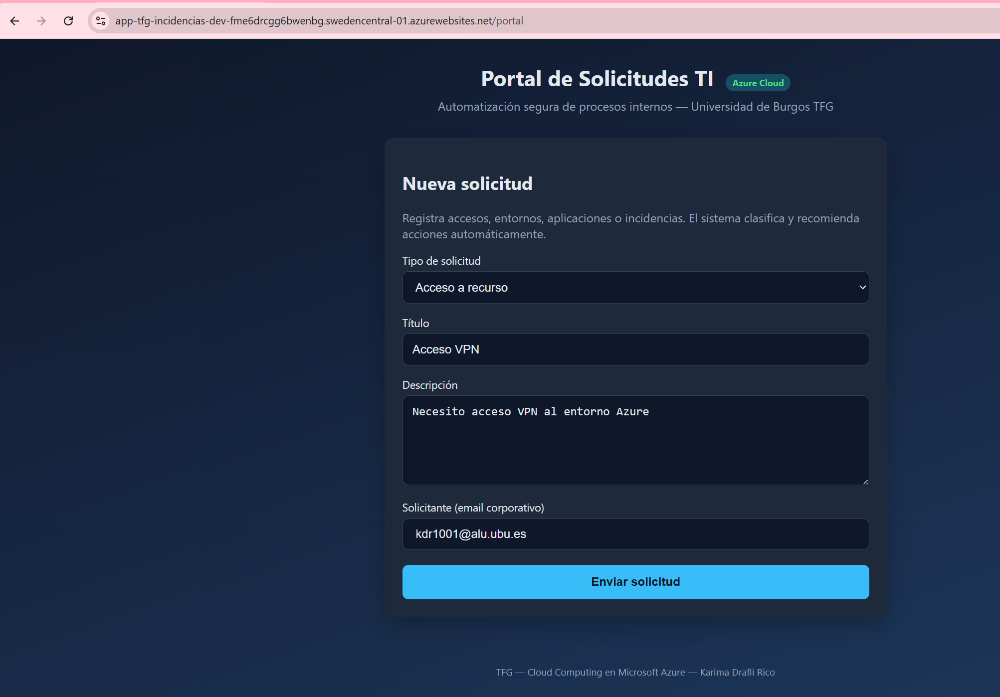 app-tfg-incidencias-dev-fme6drcgg6bwenbg.swedencentral-01.azurewebsites.net/portal
Portal de Solicitudes TI Azure Cloud
Automatización segura de procesos internos — Universidad de Burgos TFG
Nueva solicitud
Registra accesos, entornos, aplicaciones o incidencias. El sistema clasifica y recomienda
acciones automáticamente.
Tipo de solicitud
Acceso a recurso
Título
Acceso VPN
Descripción
Necesito acceso VPN al entorno Azure
Solicitante (email corporativo)
kdr1001@alu.ubu.es
Enviar solicitud
TFG — Cloud Computing en Microsoft Azure — Karima Drafli Rico